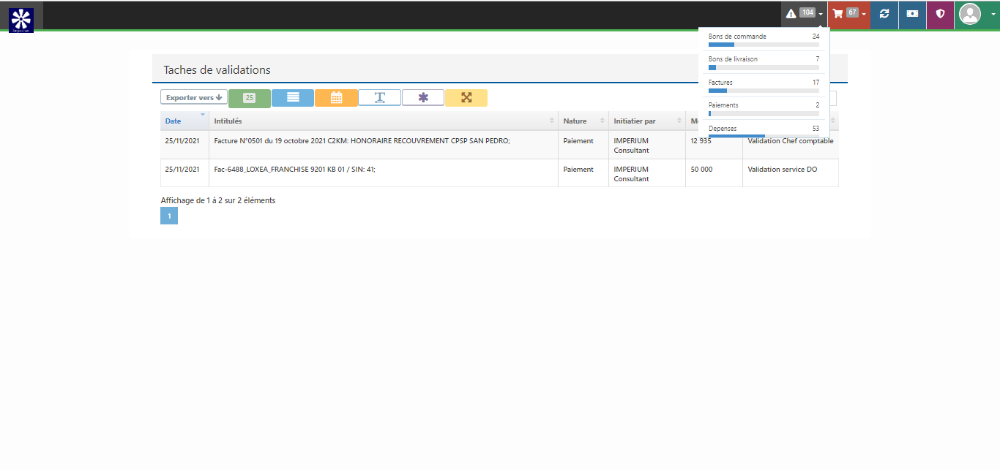 104
67
Bons de commande 24
Bons de livraison 7
Factures 17
Paiements 2
Depenses 53
Taches de validations
Exporter vers
25
Date Intitulés Nature Initiatier par
25/11/2021 Facture N°0501 du 19 octobre 2021 C2KM: HONORAIRE RECOUVREMENT CPSP SAN PEDRO; Paiement IMPERIUM 12 935 Validation Chef comptable
Consultant
25/11/2021 Fac-6488_LOXEA_FRANCHISE 9201 KB 01 / SIN: 41; Paiement IMPERIUM 50 000 Validation service DO
Consultant
Affichage de 1 à 2 sur 2 éléments
1